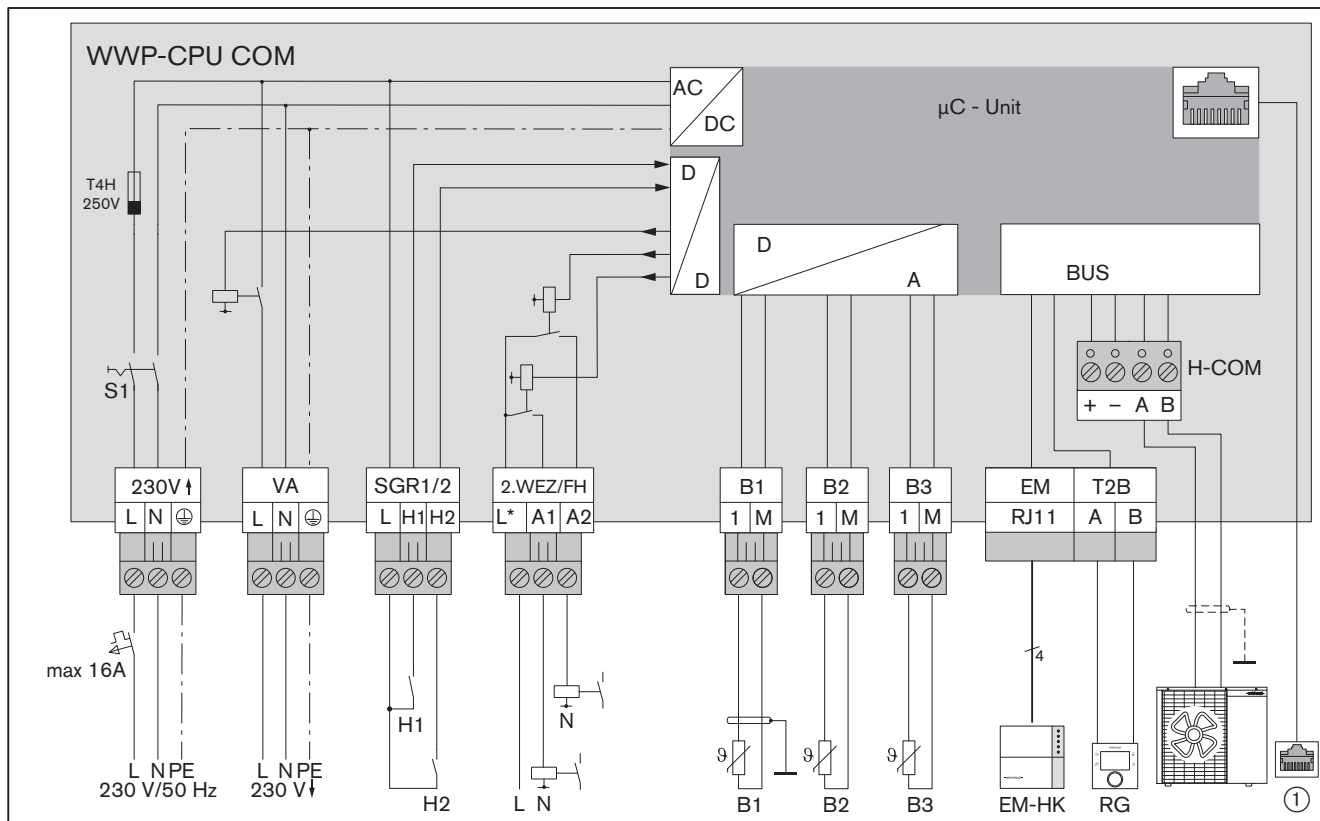 WWP-CPU COM
AC
DC
µC - Unit
T4H
250V
D
D
D
A
BUS
S1
H-COM
+ − A B
230V
VA
SGR1/2
2.WEZ/FH
B1
B2
B3
EM
T2B
L N
L N
L H1 H2
L* A1 A2
1 M
1 M
1 M
RJ11
A
B
max 16A
4
H1
N
L N PE
230 V/50 Hz
L N PE
230 V
H2
L N
B1
B2
B3
EM-HK
RG
1